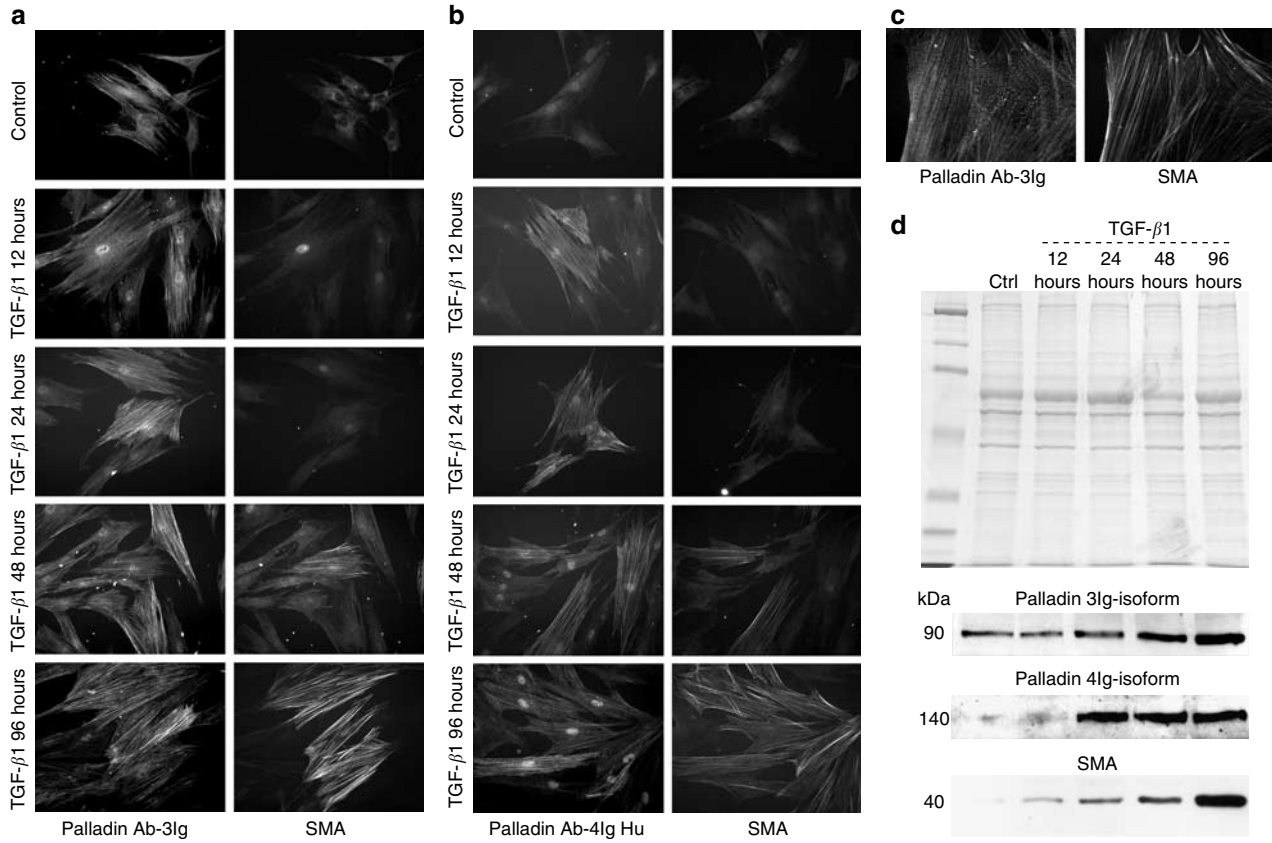 a
Control
TGF-β1 12 hours
TGF-β1 24 hours
TGF-β1 48 hours
TGF-β1 96 hours
Palladin Ab-3Ig
SMA
b
Control
TGF-β1 12 hours
TGF-β1 24 hours
TGF-β1 48 hours
TGF-β1 96 hours
Palladin Ab-4Ig Hu
SMA
c
Palladin Ab-3Ig
SMA
d
TGF-β1
12 24 48 96
Ctrl hours hours hours hours
kDa
Palladin 3Ig-isoform
90
Palladin 4Ig-isoform
140
SMA
40